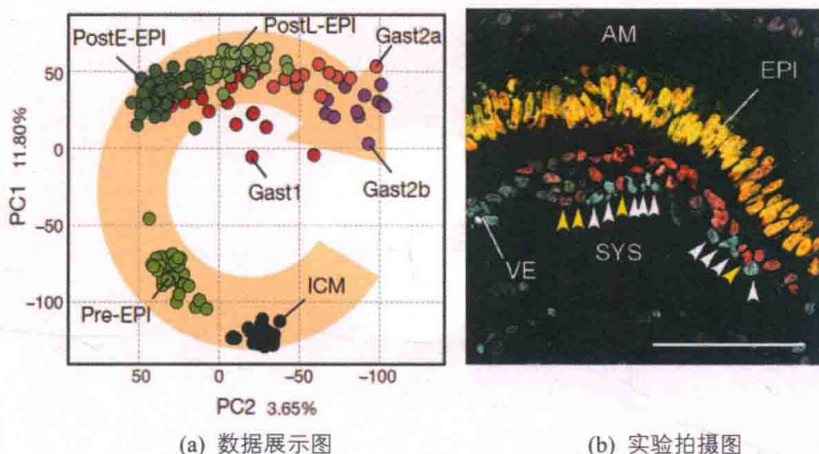 PostE-EPI
PostL-EPI
Gast2a
50
0
-50
-100
PC1 11.80%
Gast1
Gast2b
Pre-EPI
ICM
50
0
-50
-100
PC2 3.65%
(a) 数据展示图
AM
EPI
VE
SYS
(b) 实验拍摄图